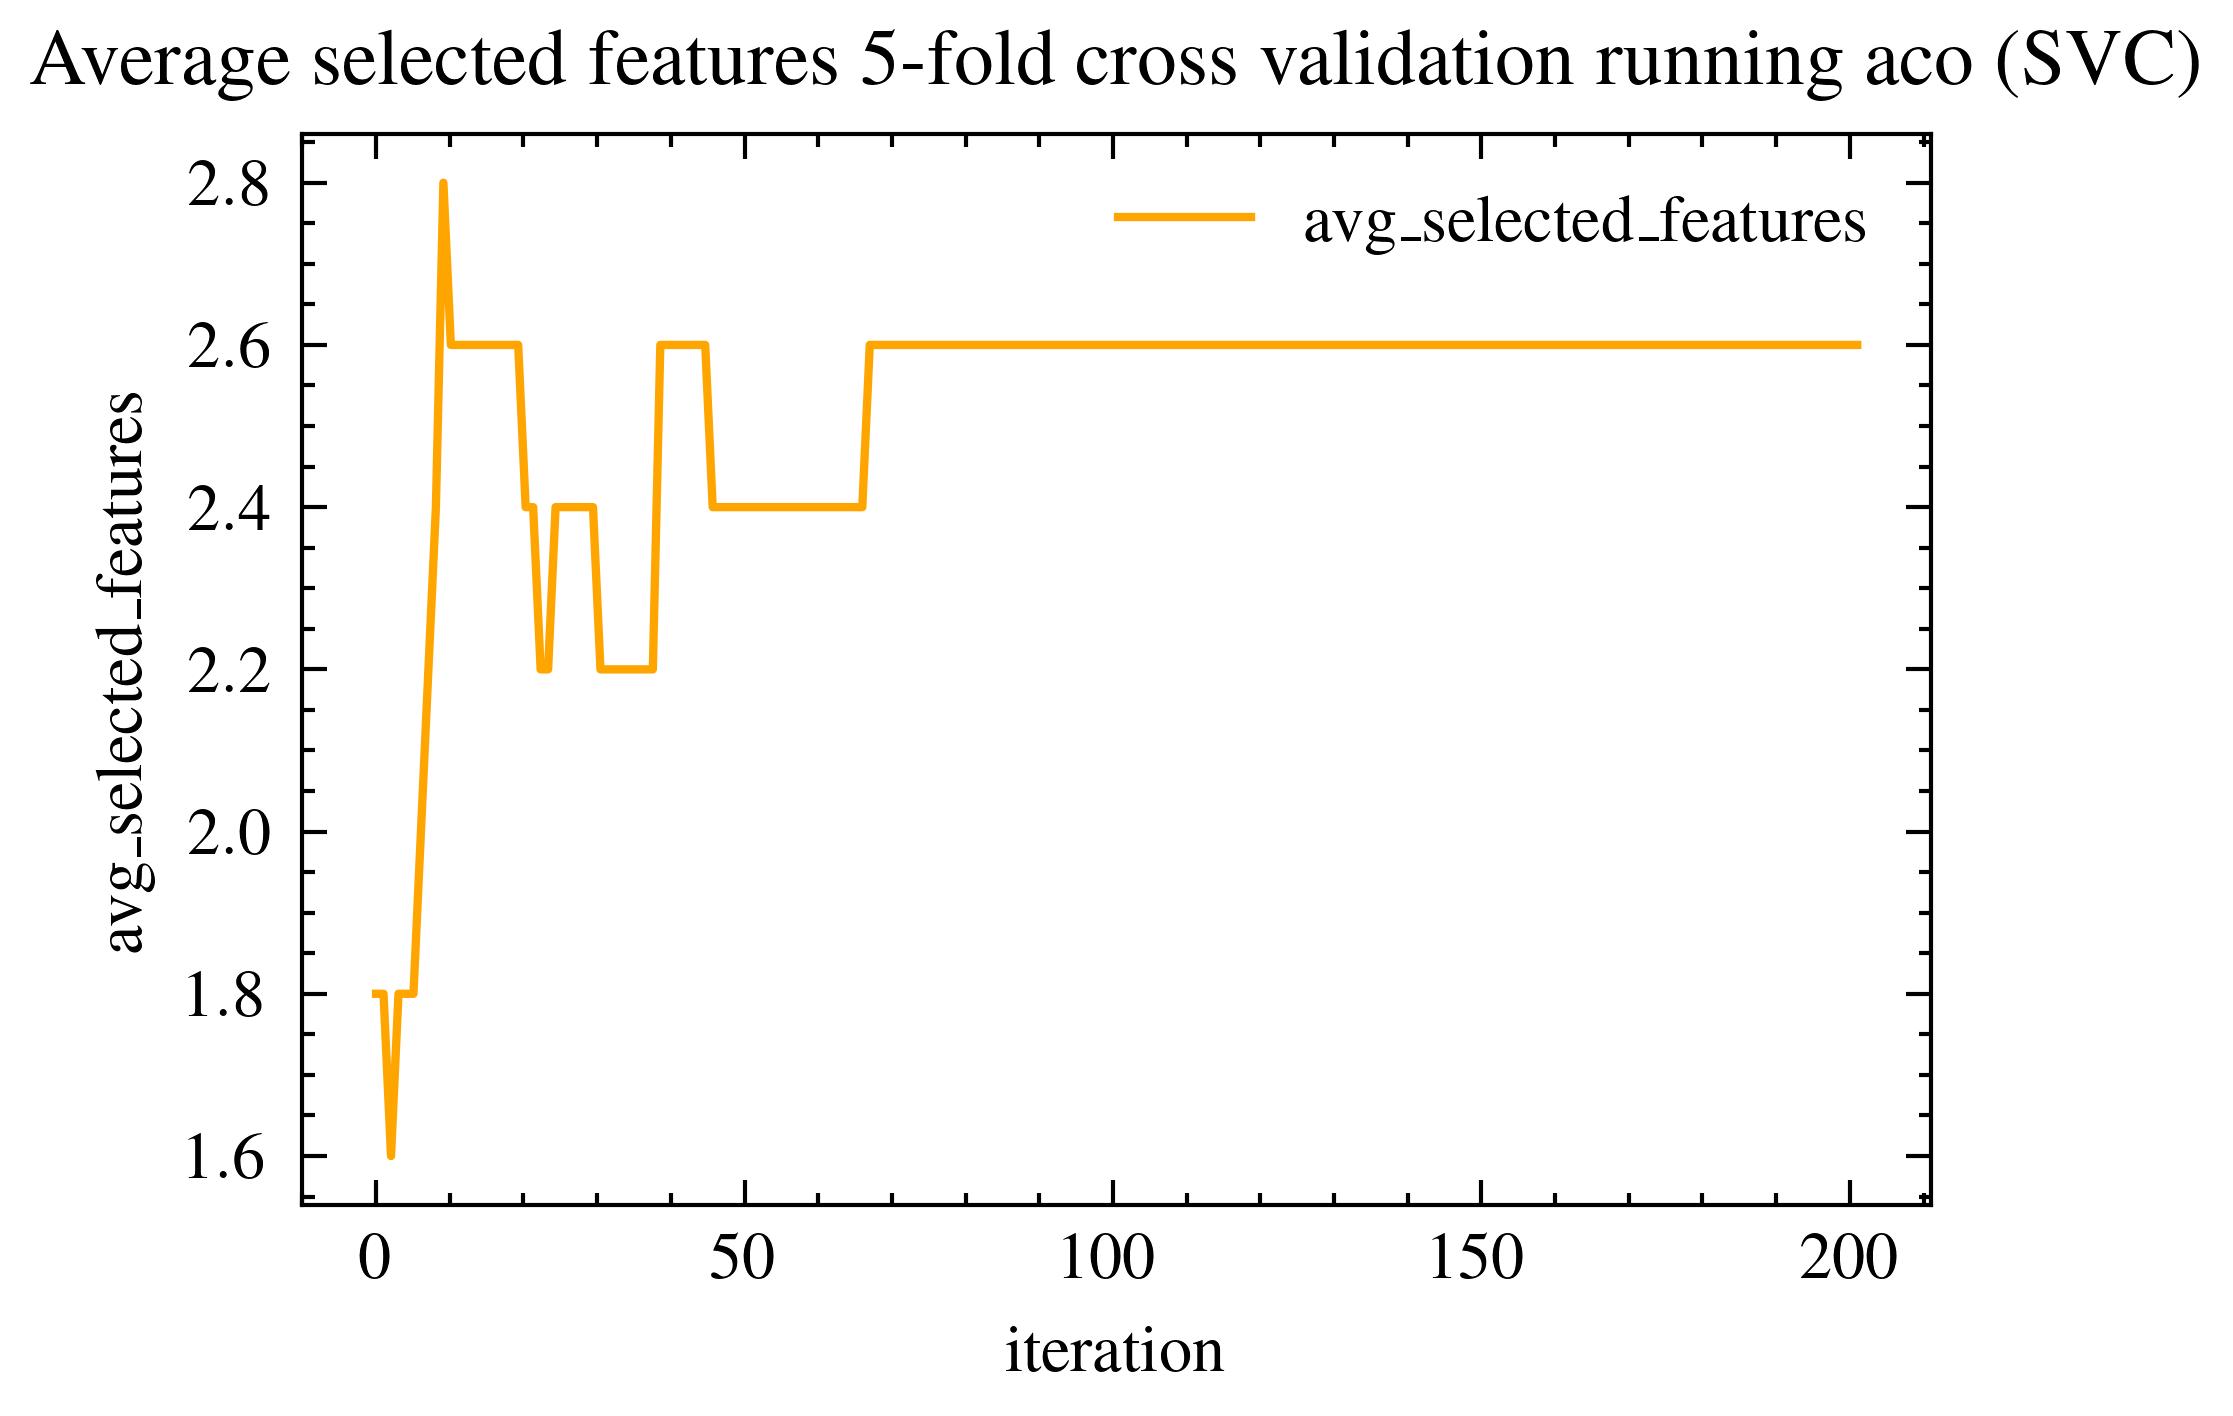 Average selected features 5-fold cross validation running aco (SVC)
avg_selected_features
2.8
2.6
2.4
2.2
2.0
1.8
1.6
avg_selected_features
0 50 100 150 200
iteration